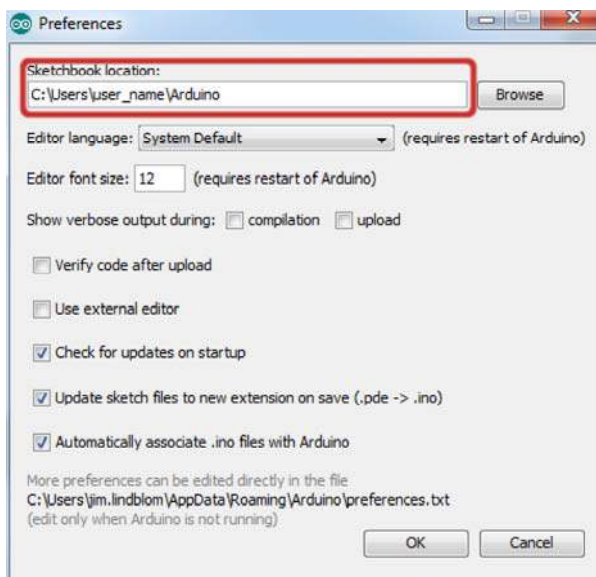 Preferences
Sketchbook location:
C:\Users\user_name\Arduino
Browse
Editor language: System Default (requires restart of Arduino)
Editor font size: 12 (requires restart of Arduino)
Show verbose output during: compilation upload
Verify code after upload
Use external editor
Check for updates on startup
Update sketch files to new extension on save (.pde -> .ino)
Automatically associate .ino files with Arduino
More preferences can be edited directly in the file
C:\Users\jim.lindblom\AppData\Roaming\Arduino\preferences.txt
(edit only when Arduino is not running)
OK Cancel